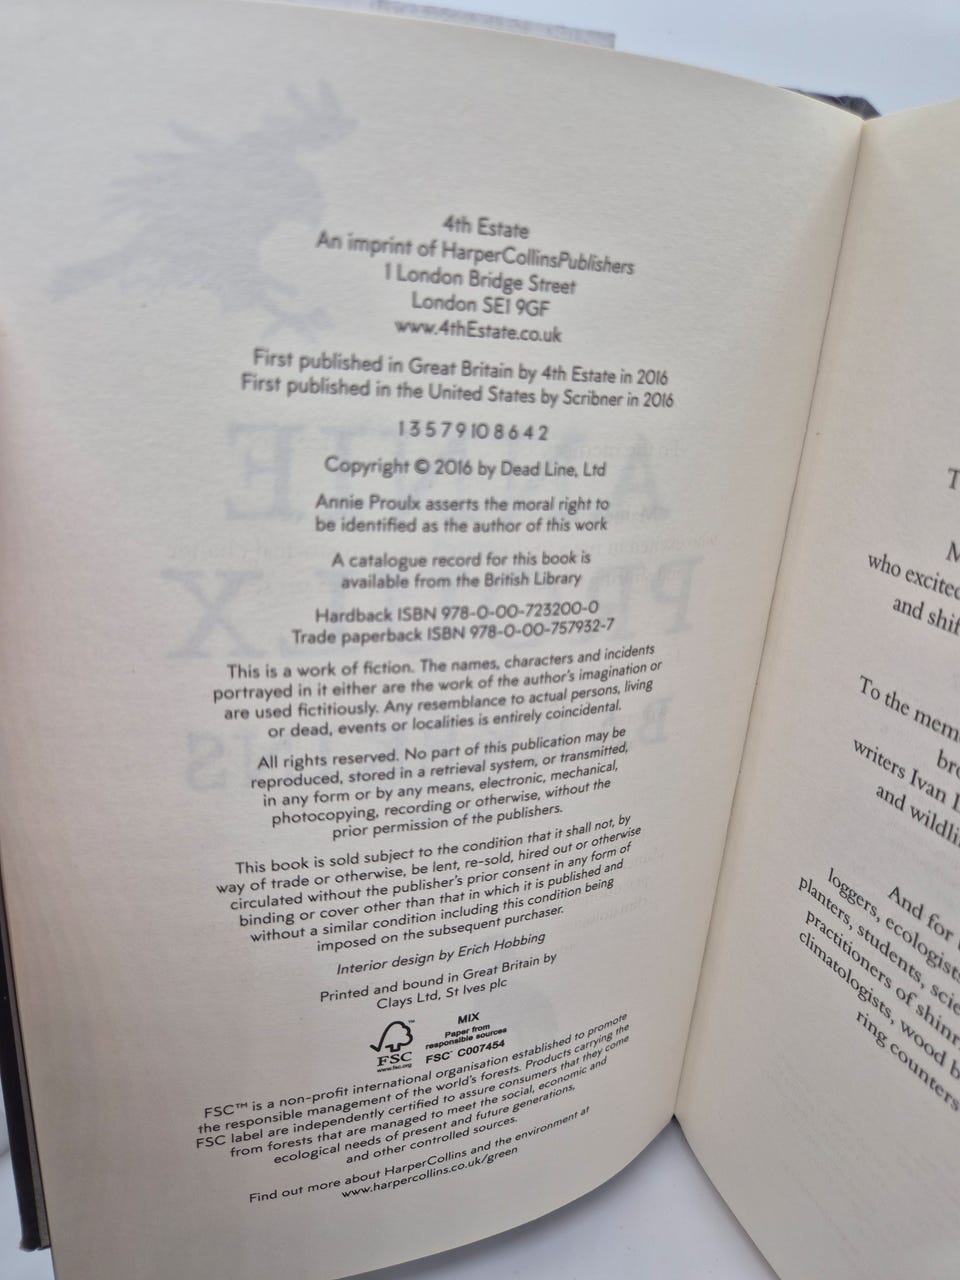 4th Estate
An imprint of HarperCollinsPublishers
1 London Bridge Street
London SE1 9GF
www.4thEstate.co.uk
First published in Great Britain by 4th Estate in 2016
First published in the United States by Scribner in 2016
1 3 5 7 9 10 8 6 4 2
Copyright © 2016 by Dead Line, Ltd
Annie Proulx asserts the moral right to
be identified as the author of this work
A catalogue record for this book is
available from the British Library
Hardback ISBN 978-0-00-723200-0
Trade paperback ISBN 978-0-00-757932-7
This is a work of fiction. The names, characters and incidents
portrayed in it either are the work of the author's imagination or
are used fictitiously. Any resemblance to actual persons, living
or dead, events or localities is entirely coincidental.
All rights reserved. No part of this publication may be
reproduced, stored in a retrieval system, or transmitted,
in any form or by any means, electronic, mechanical,
photocopying, recording or otherwise, without the
prior permission of the publishers.
This book is sold subject to the condition that it shall not, by
way of trade or otherwise, be lent, re-sold, hired out or otherwise
circulated without the publisher's prior consent in any form of
binding or cover other than that in which it is published and
without a similar condition including this condition being
imposed on the subsequent purchaser.
Interior design by Erich Hobbing
Printed and bound in Great Britain by
Clays Ltd, St Ives plc
FSC™
www.fsc.org
MIX
Paper from
responsible sources
FSC® C007454
FSC™ is a non-profit international organisation established to promote
the responsible management of the world's forests. Products carrying the
FSC label are independently certified to assure consumers that they come
from forests that are managed to meet the social, economic and
ecological needs of present and future generations,
and other controlled sources.
Find out more about HarperCollins and the environment at
www.harpercollins.co.uk/green
who excited
and shif
To the mem
bro
writers Ivan
and wildli
And for
loggers, ecologists
planters, students, scie
practitioners of shinr
climatologists, wood b
ring counters